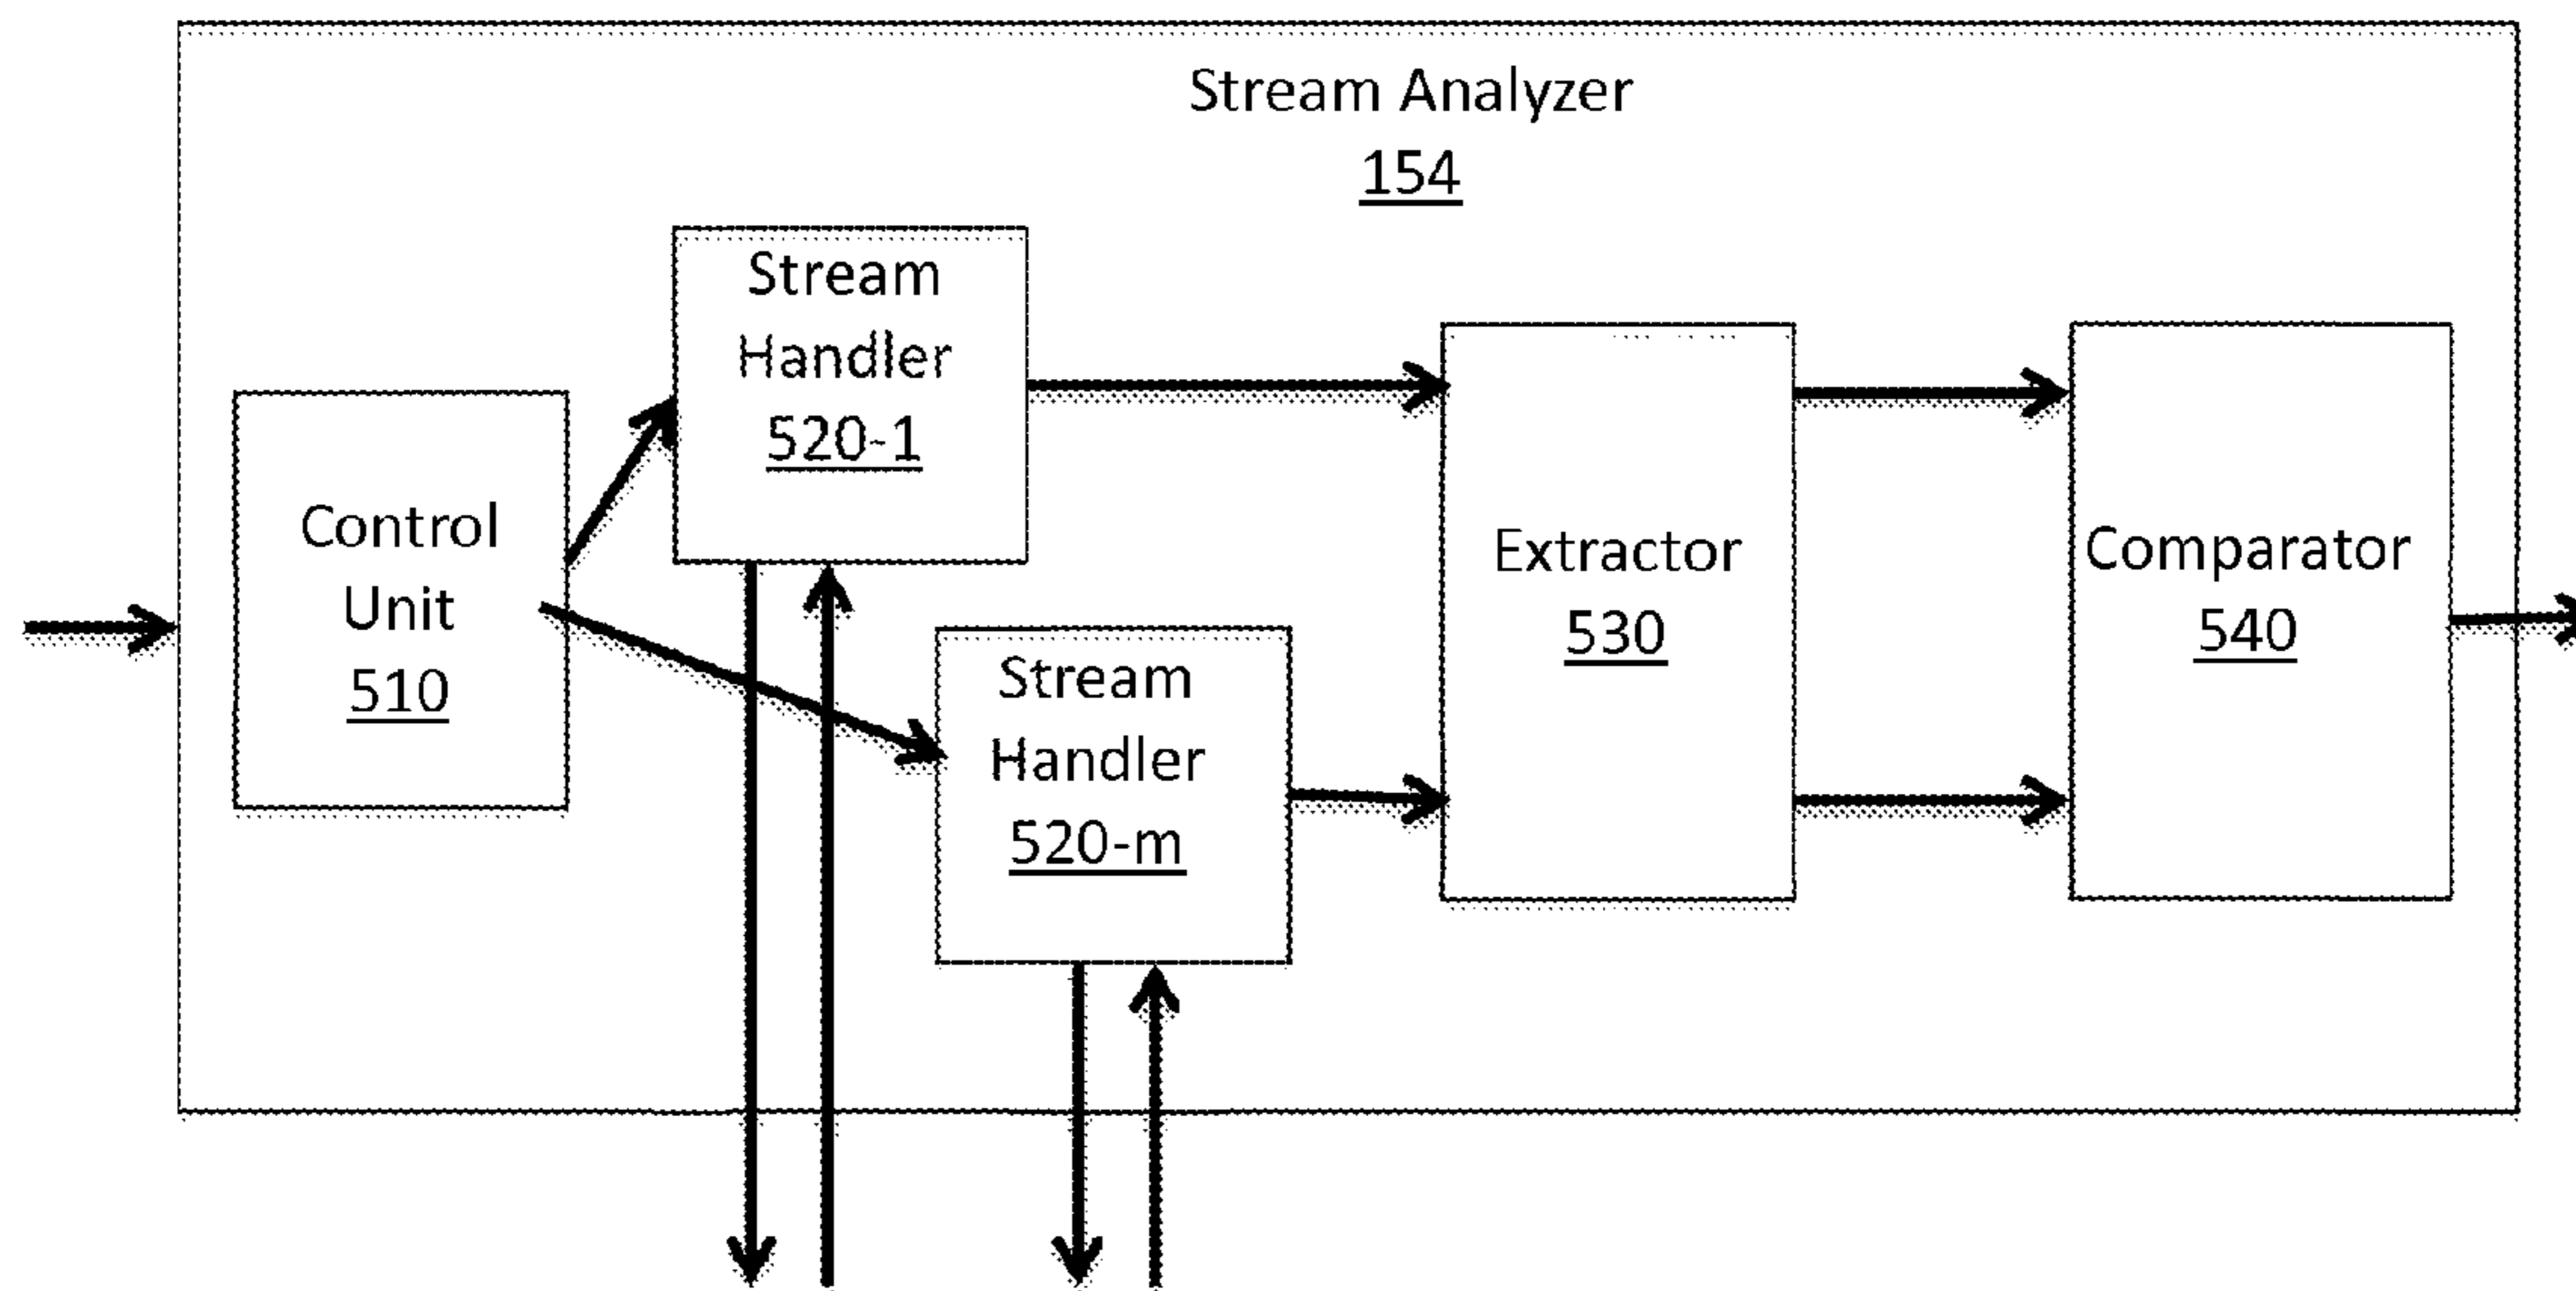 Stream Analyzer
154
Stream
Handler
520-1
Control
Unit
510
Stream
Handler
520-m
Extractor
530
Comparator
540